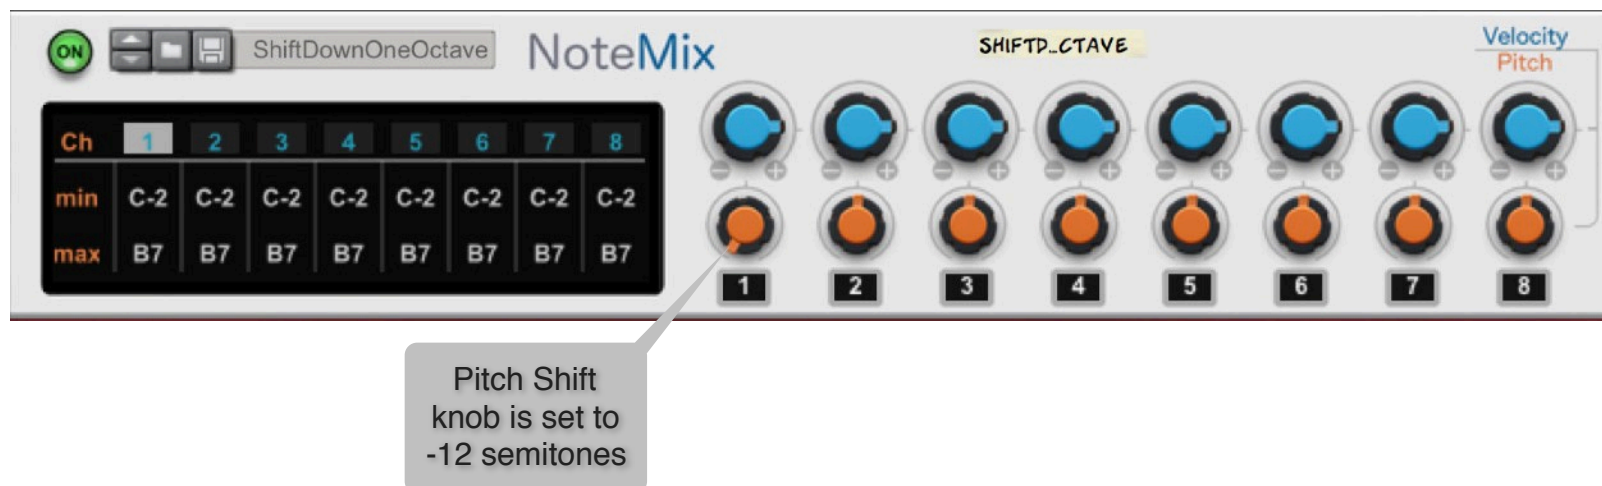 ON ShiftDownOneOctave NoteMix SHIFTD_CTAVE Velocity
Pitch
Ch 1 2 3 4 5 6 7 8
min C-2 C-2 C-2 C-2 C-2 C-2 C-2 C-2
max B7 B7 B7 B7 B7 B7 B7 B7
− + − + − + − + − + − + − + − +
1 2 3 4 5 6 7 8
Pitch Shift
knob is set to
-12 semitones